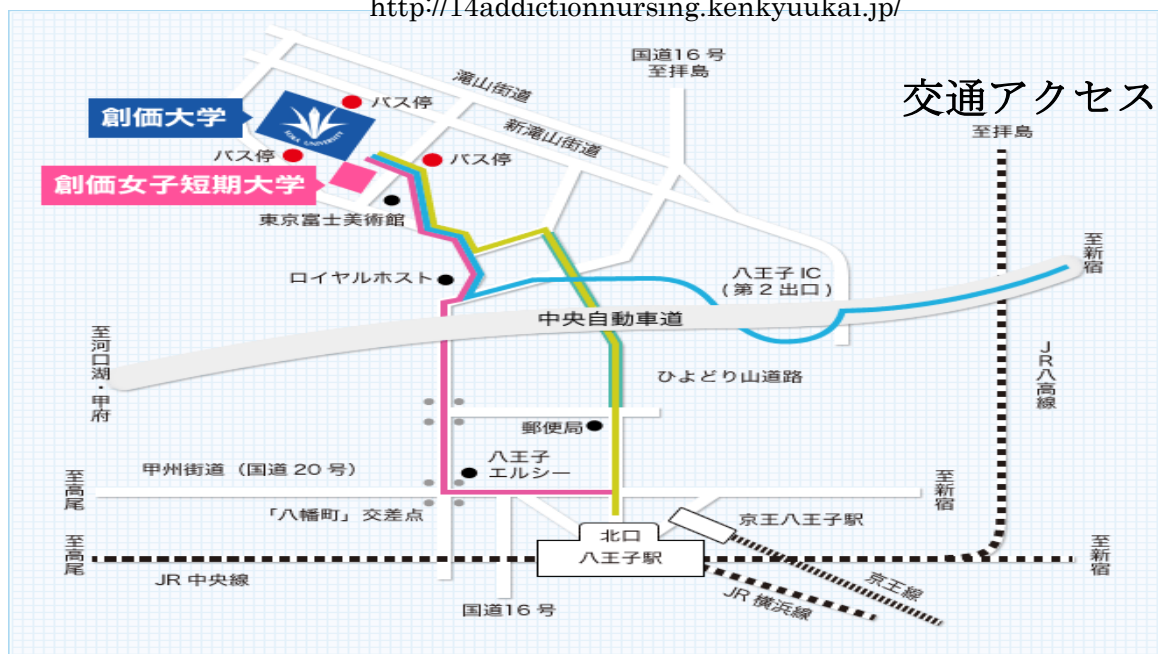 http://14addictionnursing.kenkyuukai.jp/
国道16号
至拝島
交通アクセス
滝山街道
バス停
創価大学
SOKA UNIVERSITY
新滝山街道
至拝島
バス停
バス停
創価女子短期大学
東京富士美術館
至新宿
ロイヤルホスト
八王子IC
(第2出口)
中央自動車道
至河口湖・甲府
JR八高線
ひよどり山道路
郵便局
八王子
エルシー
甲州街道（国道20号）
至高尾
至新宿
「八幡町」交差点
京王八王子駅
北口
至高尾
八王子駅
至新宿
JR中央線
京王線
JR横浜線
国道16号